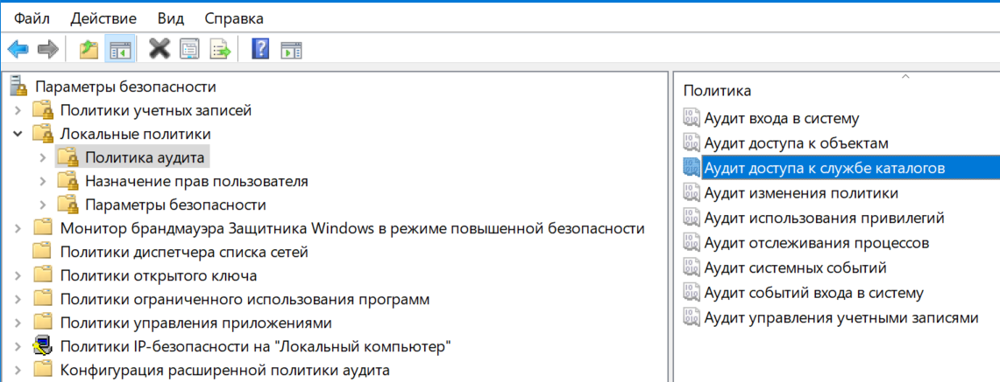 Файл Действие Вид Справка
Параметры безопасности
Политики учетных записей
Локальные политики
Политика аудита
Назначение прав пользователя
Параметры безопасности
Монитор брандмауэра Защитника Windows в режиме повышенной безопасности
Политики диспетчера списка сетей
Политики открытого ключа
Политики ограниченного использования программ
Политики управления приложениями
Политики IP-безопасности на "Локальный компьютер"
Конфигурация расширенной политики аудита
Политика
Аудит входа в систему
Аудит доступа к объектам
Аудит доступа к службе каталогов
Аудит изменения политики
Аудит использования привилегий
Аудит отслеживания процессов
Аудит системных событий
Аудит событий входа в систему
Аудит управления учетными записями